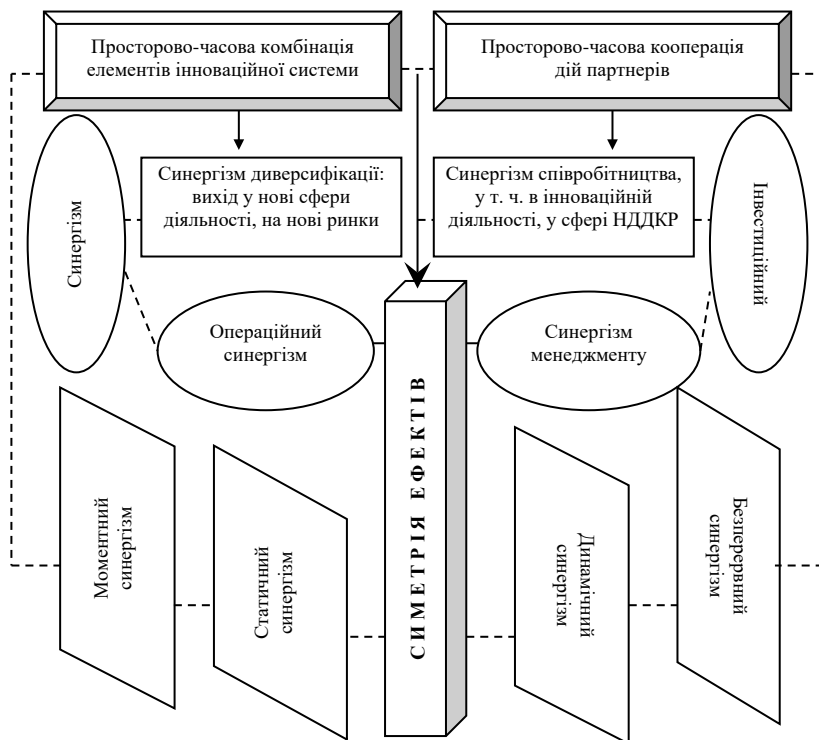 Просторово-часова комбінація
елементів інноваційної системи
Просторово-часова кооперація
дій партнерів
Синергізм диверсифікації:
вихід у нові сфери
діяльності, на нові ринки
Синергізм співробітництва,
у т. ч. в інноваційній
діяльності, у сфері НДДКР
Синергізм
Інвестиційний
Операційний
синергізм
Синергізм
менеджменту
СИМЕТРІЯ ЕФЕКТІВ
Моментний
синергізм
Статичний
синергізм
Динамічний
синергізм
Безперервний
синергізм